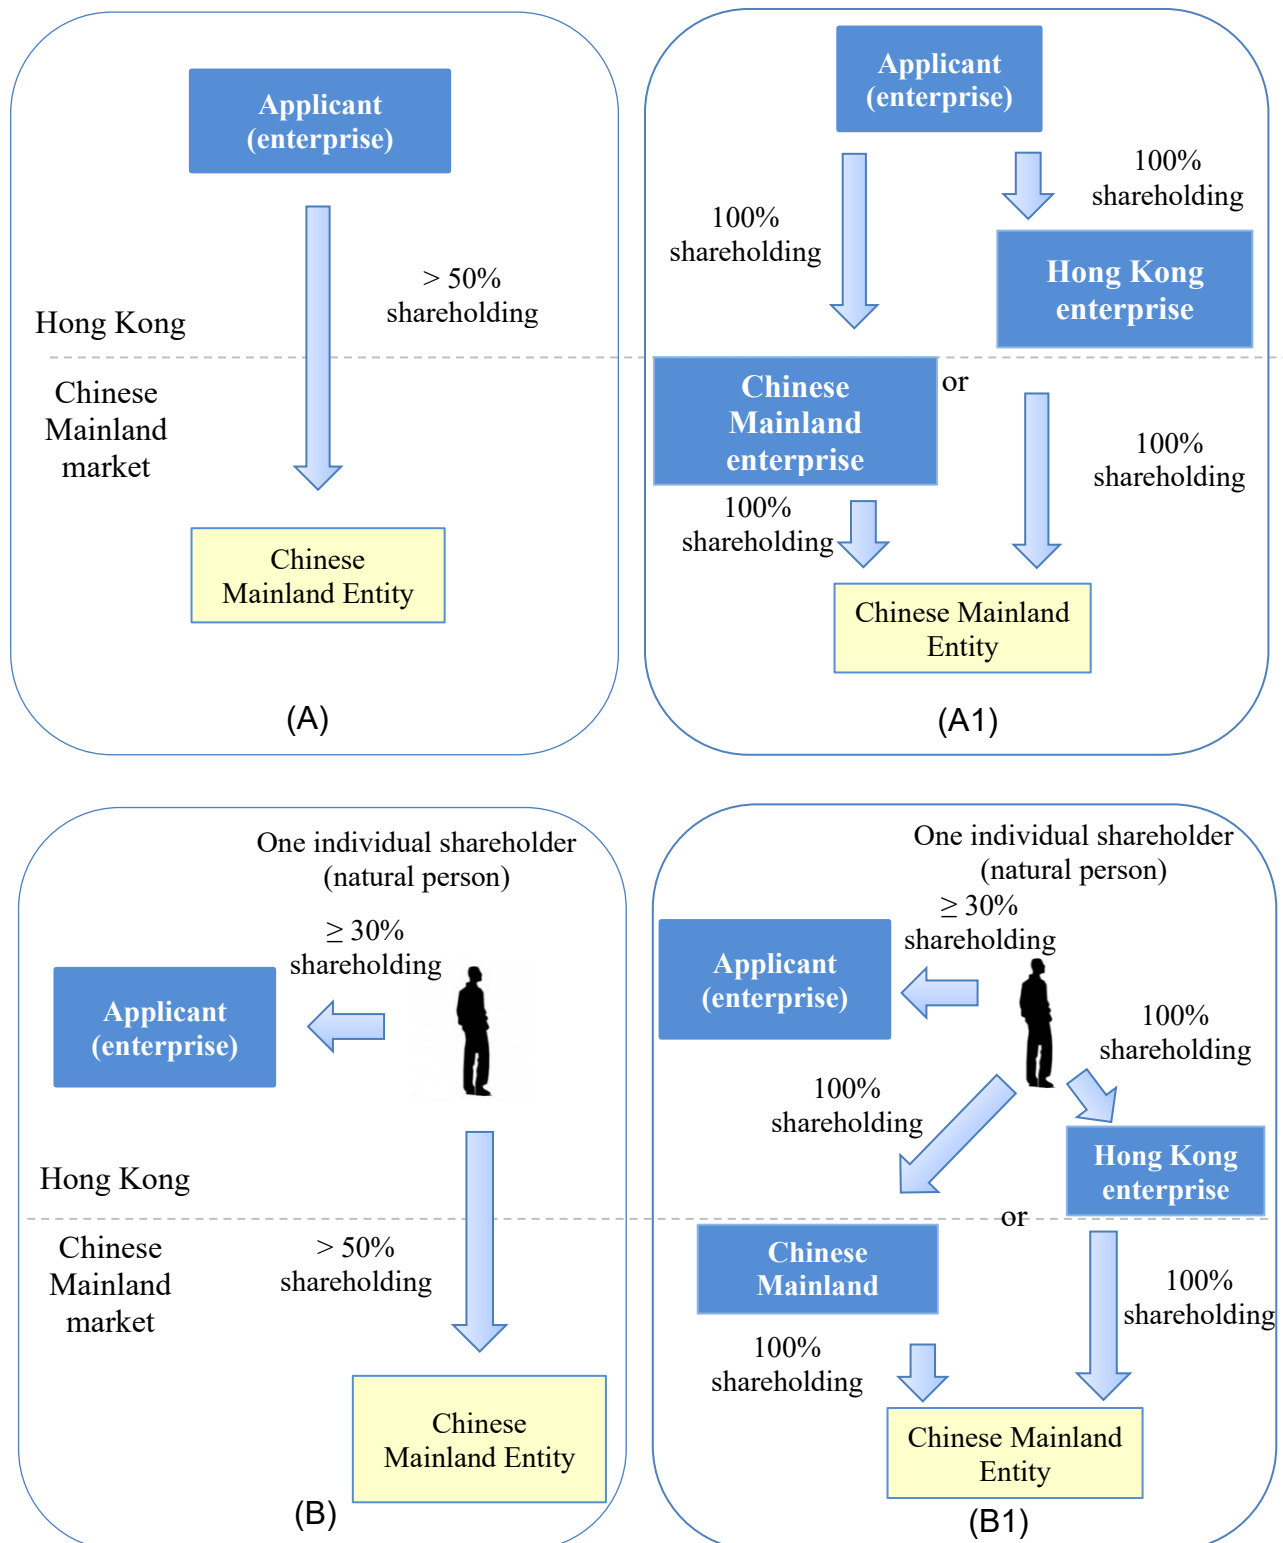 Applicant
(enterprise)
> 50%
shareholding
Hong Kong
Chinese
Mainland
market
Chinese
Mainland Entity
(A)
Applicant
(enterprise)
100%
shareholding
100%
shareholding
Hong Kong
enterprise
Chinese
Mainland
enterprise
or
100%
shareholding
100%
shareholding
Chinese Mainland
Entity
(A1)
One individual shareholder
(natural person)
≥ 30%
shareholding
Applicant
(enterprise)
Hong Kong
Chinese
Mainland
market
> 50%
shareholding
Chinese
Mainland Entity
(B)
One individual shareholder
(natural person)
≥ 30%
shareholding
Applicant
(enterprise)
100%
shareholding
100%
shareholding
Hong Kong
enterprise
or
Chinese
Mainland
100%
shareholding
100%
shareholding
Chinese Mainland
Entity
(B1)